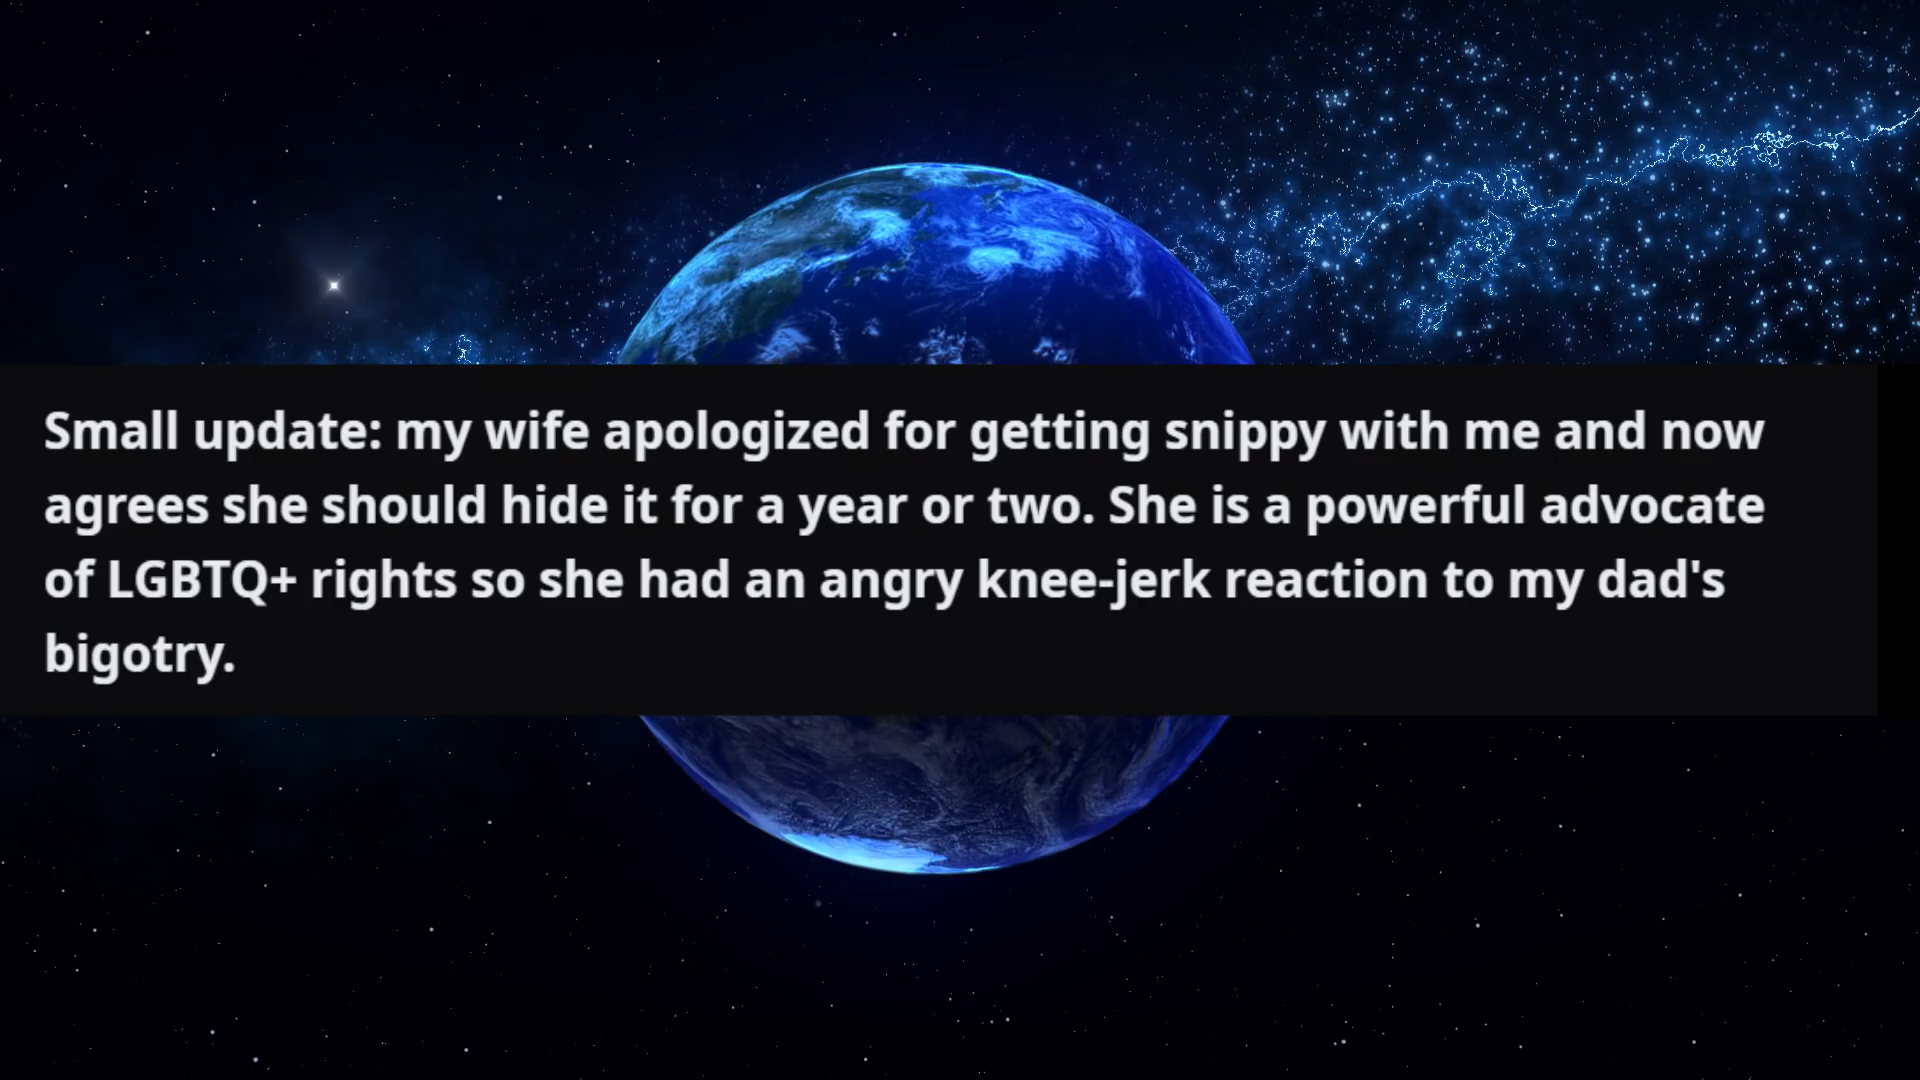 Small update: my wife apologized for getting snippy with me and now
agrees she should hide it for a year or two. She is a powerful advocate
of LGBTQ+ rights so she had an angry knee-jerk reaction to my dad's
bigotry.